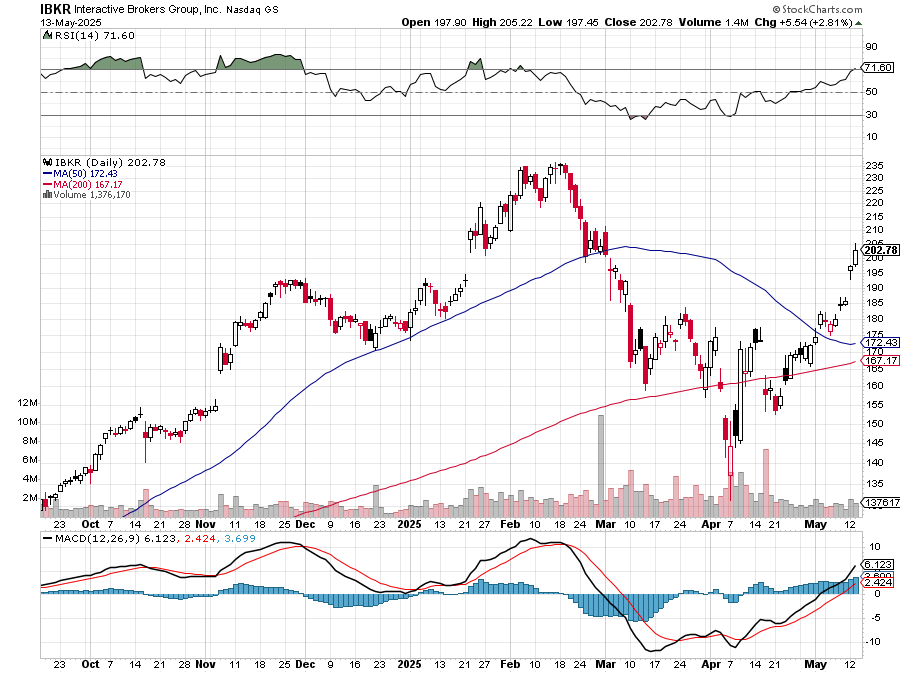 IBKR Interactive Brokers Group, Inc. Nasdaq GS
© StockCharts.com
13-May-2025
Open 197.90 High 205.22 Low 197.45 Close 202.78 Volume 1.4M Chg +5.54 (+2.81%)
RSI(14) 71.60
90
71.60
50
30
10
IBKR (Daily) 202.78
MA(50) 172.43
MA(200) 167.17
Volume 1,376,170
235
230
225
220
215
210
205
202.78
200
195
190
185
180
175
172.43
170
167.17
165
160
155
150
145
140
135
137617
12M
10M
8M
6M
4M
2M
23 Oct 7 14 21 28 Nov 11 18 25 Dec 9 16 23 2025 13 21 27 Feb 10 18 24 Mar 10 17 24 Apr 7 14 21 May 12
MACD(12,26,9) 6.123, 2.424, 3.699
10
6.123
2.424
0
-5
-10
23 Oct 7 14 21 28 Nov 11 18 25 Dec 9 16 23 2025 13 21 27 Feb 10 18 24 Mar 10 17 24 Apr 7 14 21 May 12